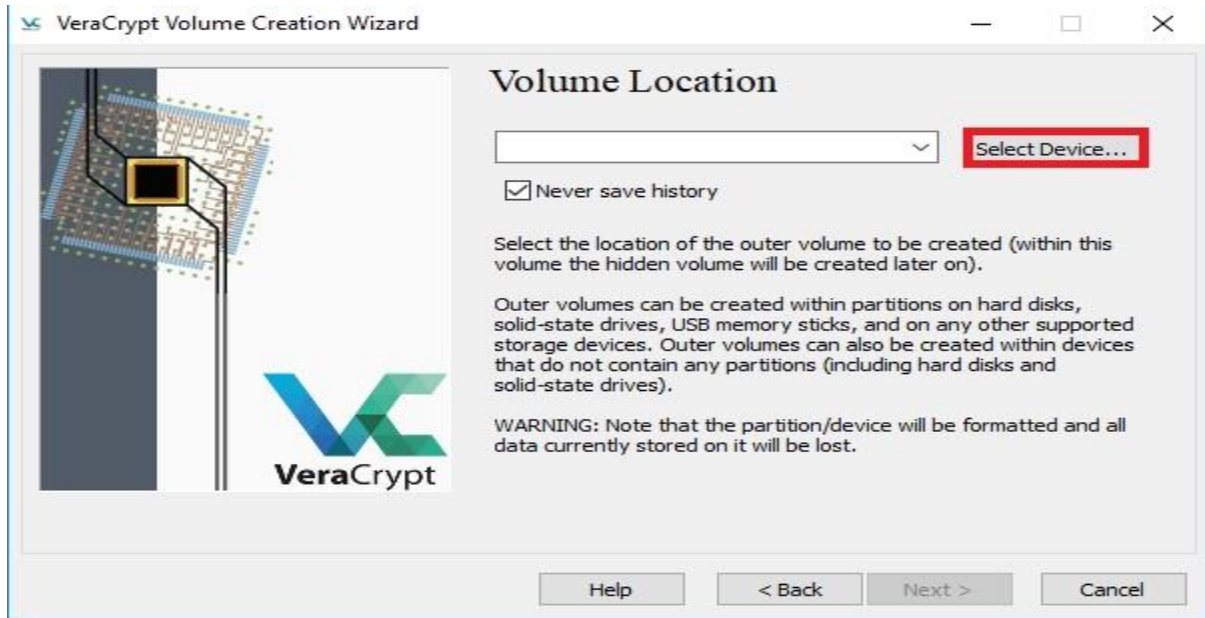 VeraCrypt Volume Creation Wizard
Volume Location
Select Device...
Never save history
Select the location of the outer volume to be created (within this
volume the hidden volume will be created later on).
Outer volumes can be created within partitions on hard disks,
solid-state drives, USB memory sticks, and on any other supported
storage devices. Outer volumes can also be created within devices
that do not contain any partitions (including hard disks and
solid-state drives).
WARNING: Note that the partition/device will be formatted and all
data currently stored on it will be lost.
VeraCrypt
Help
< Back
Next >
Cancel